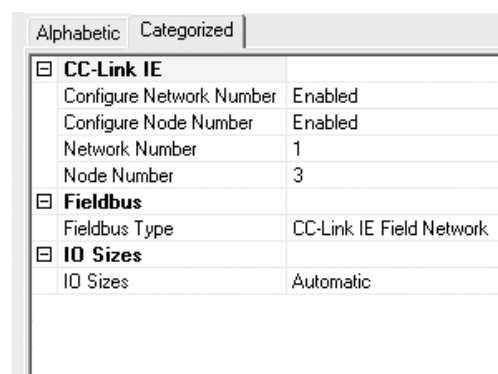 Alphabetic Categorized
CC-Link IE
Configure Network Number Enabled
Configure Node Number Enabled
Network Number 1
Node Number 3
Fieldbus
Fieldbus Type CC-Link IE Field Network
IO Sizes
IO Sizes Automatic